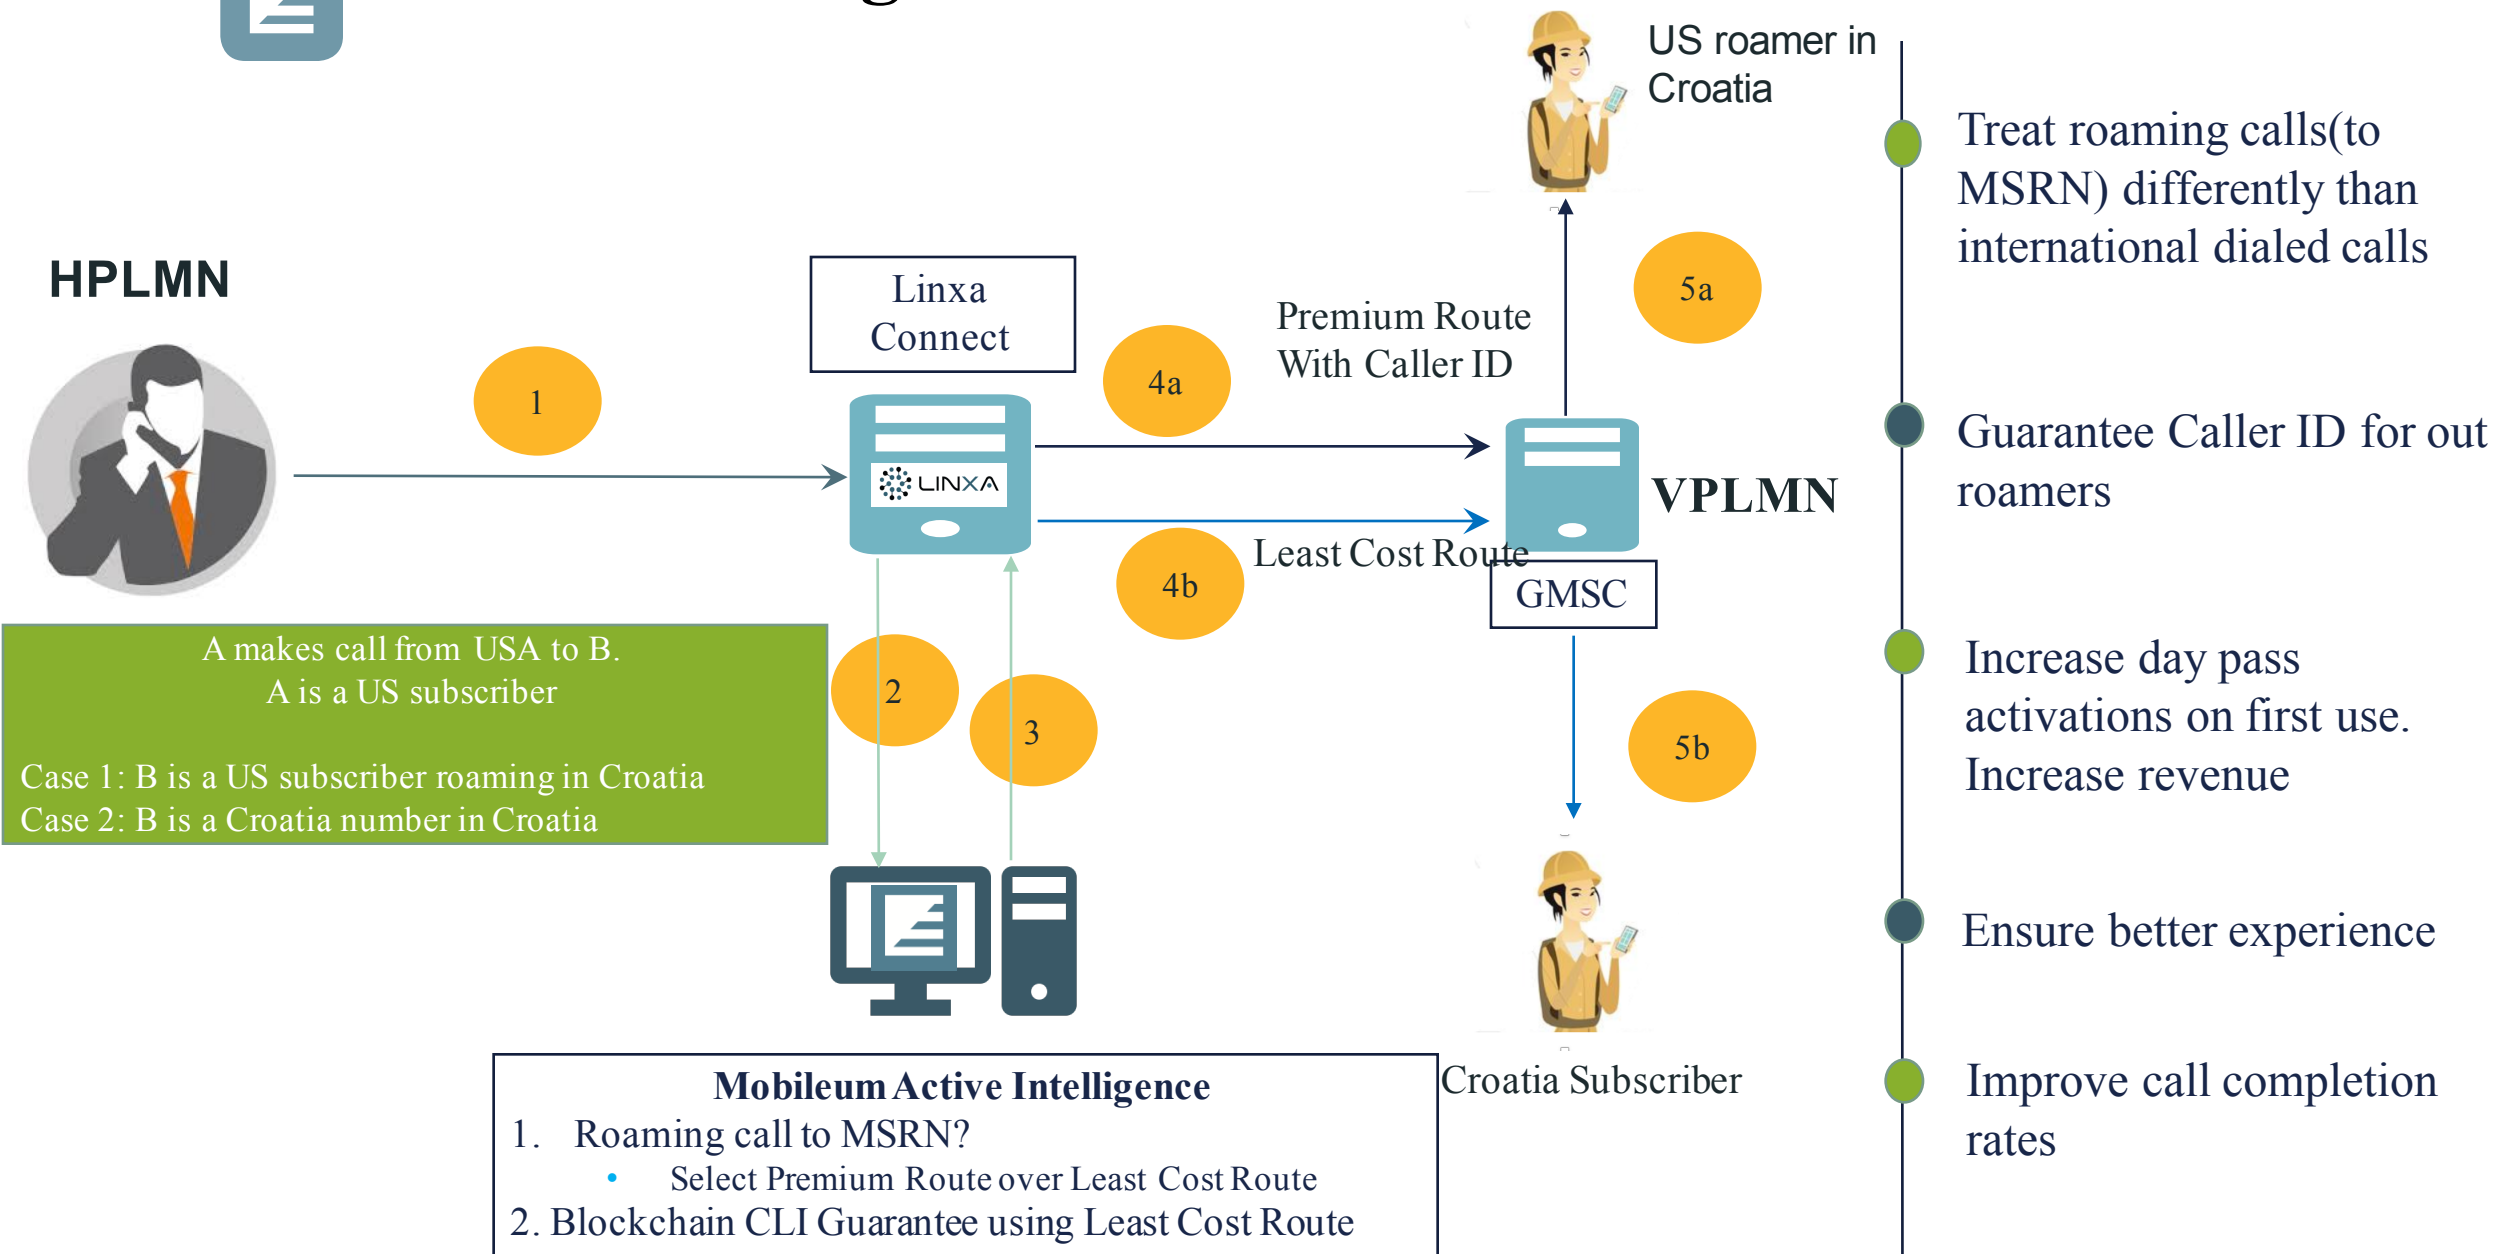 US roamer in
Croatia
HPLMN
Linxa
Connect
1
4a
Premium Route
With Caller ID
5a
LINXA
VPLMN
4b
Least Cost Route
GMSC
A makes call from USA to B.
A is a US subscriber
Case 1: B is a US subscriber roaming in Croatia
Case 2: B is a Croatia number in Croatia
2
3
5b
Croatia Subscriber
Mobileum Active Intelligence
1. Roaming call to MSRN?
• Select Premium Route over Least Cost Route
2. Blockchain CLI Guarantee using Least Cost Route
Treat roaming calls(to
MSRN) differently than
international dialed calls
Guarantee Caller ID for out
roamers
Increase day pass
activations on first use.
Increase revenue
Ensure better experience
Improve call completion
rates